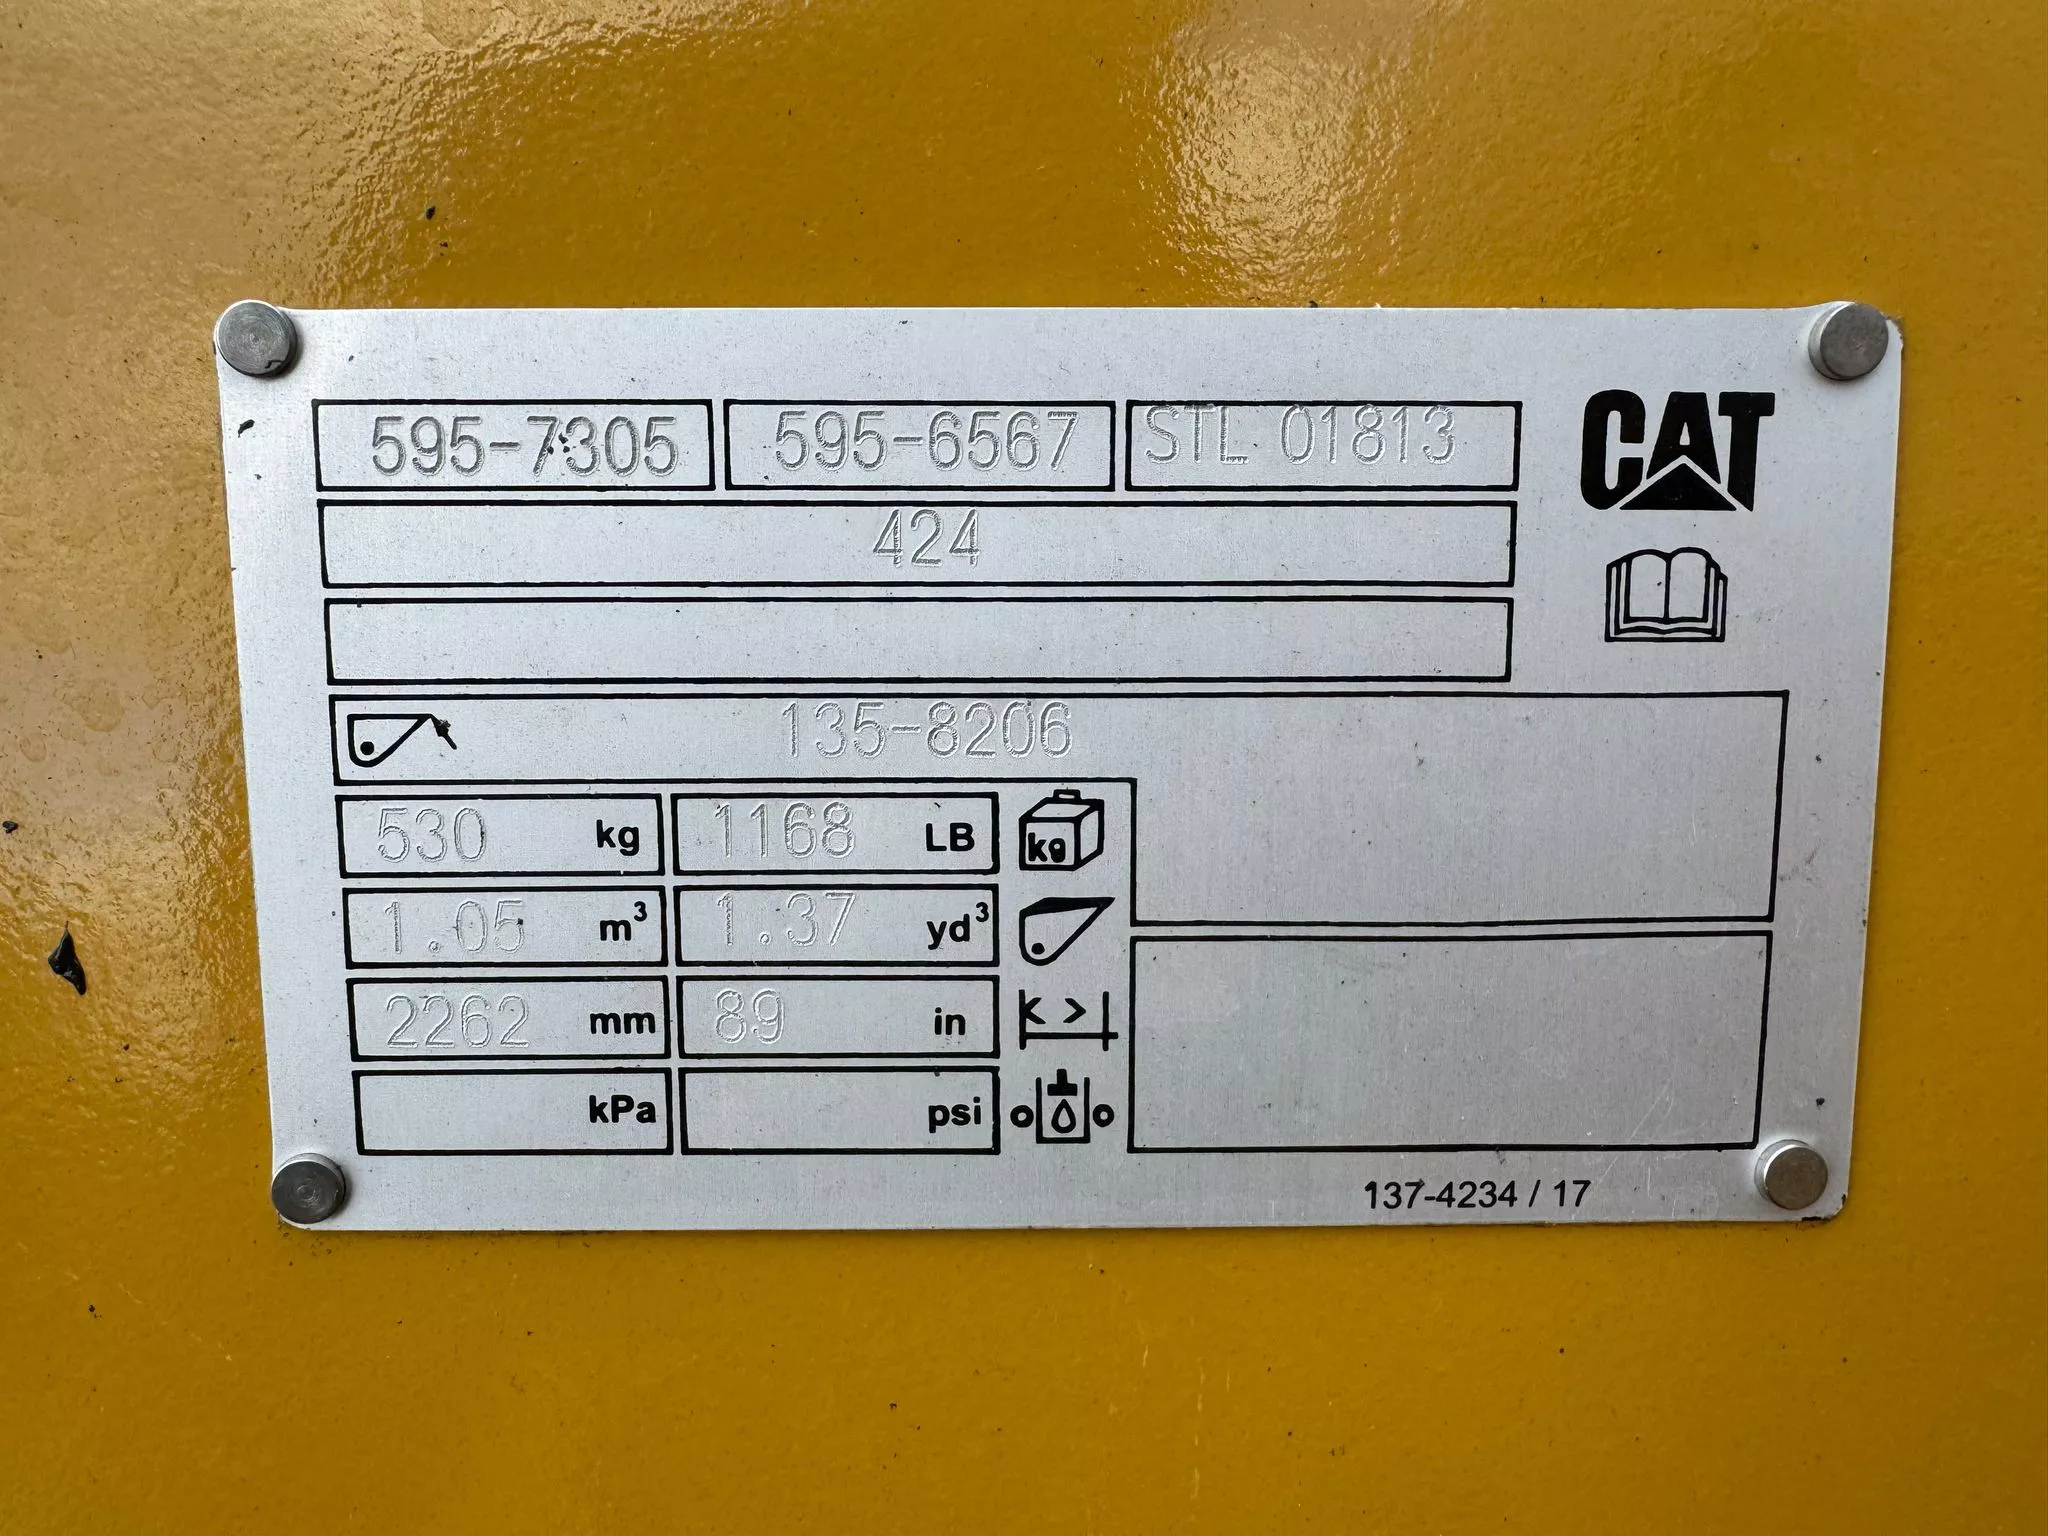 595-7305 595-6567 STL 01813 CAT
424
135-8206
530 kg 1168 LB kg
1.05 m³ 1.37 yd³
2262 mm 89 in
kPa psi
137-4234 / 17